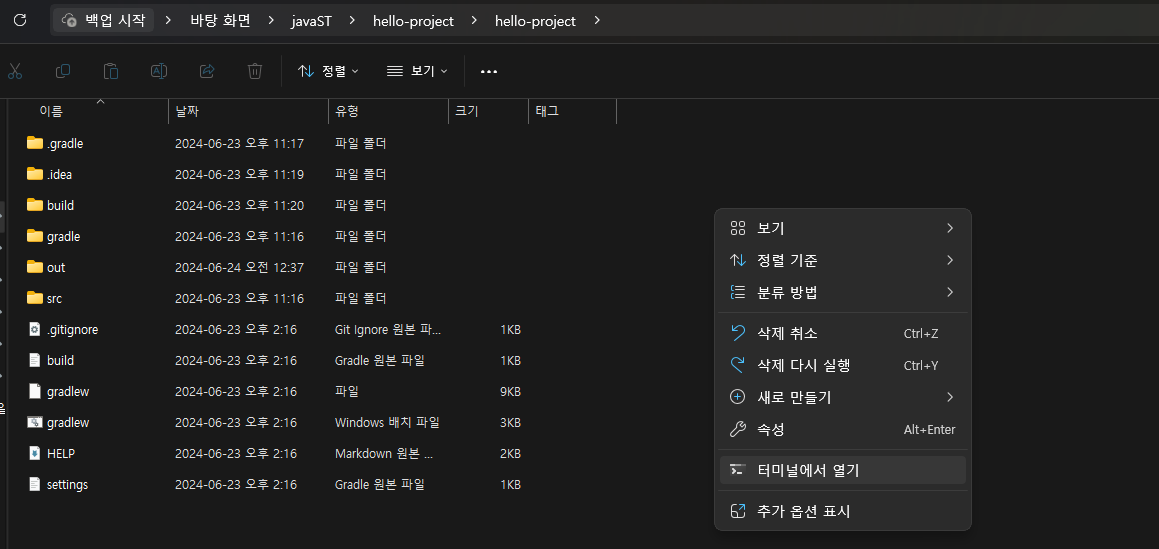 백업 시작 > 바탕 화면 > javaST > hello-project > hello-project >
정렬 보기 ...
이름 날짜 유형 크기 태그
.gradle 2024-06-23 오후 11:17 파일 폴더
.idea 2024-06-23 오후 11:19 파일 폴더
build 2024-06-23 오후 11:20 파일 폴더
gradle 2024-06-23 오후 11:16 파일 폴더
out 2024-06-24 오전 12:37 파일 폴더
src 2024-06-23 오후 11:16 파일 폴더
.gitignore 2024-06-23 오후 2:16 Git Ignore 원본 파... 1KB
build 2024-06-23 오후 2:16 Gradle 원본 파일 1KB
gradlew 2024-06-23 오후 2:16 파일 9KB
gradlew 2024-06-23 오후 2:16 Windows 배치 파일 3KB
HELP 2024-06-23 오후 2:16 Markdown 원본 ... 2KB
settings 2024-06-23 오후 2:16 Gradle 원본 파일 1KB
보기
정렬 기준
분류 방법
삭제 취소 Ctrl+Z
삭제 다시 실행 Ctrl+Y
새로 만들기
속성 Alt+Enter
터미널에서 열기
추가 옵션 표시